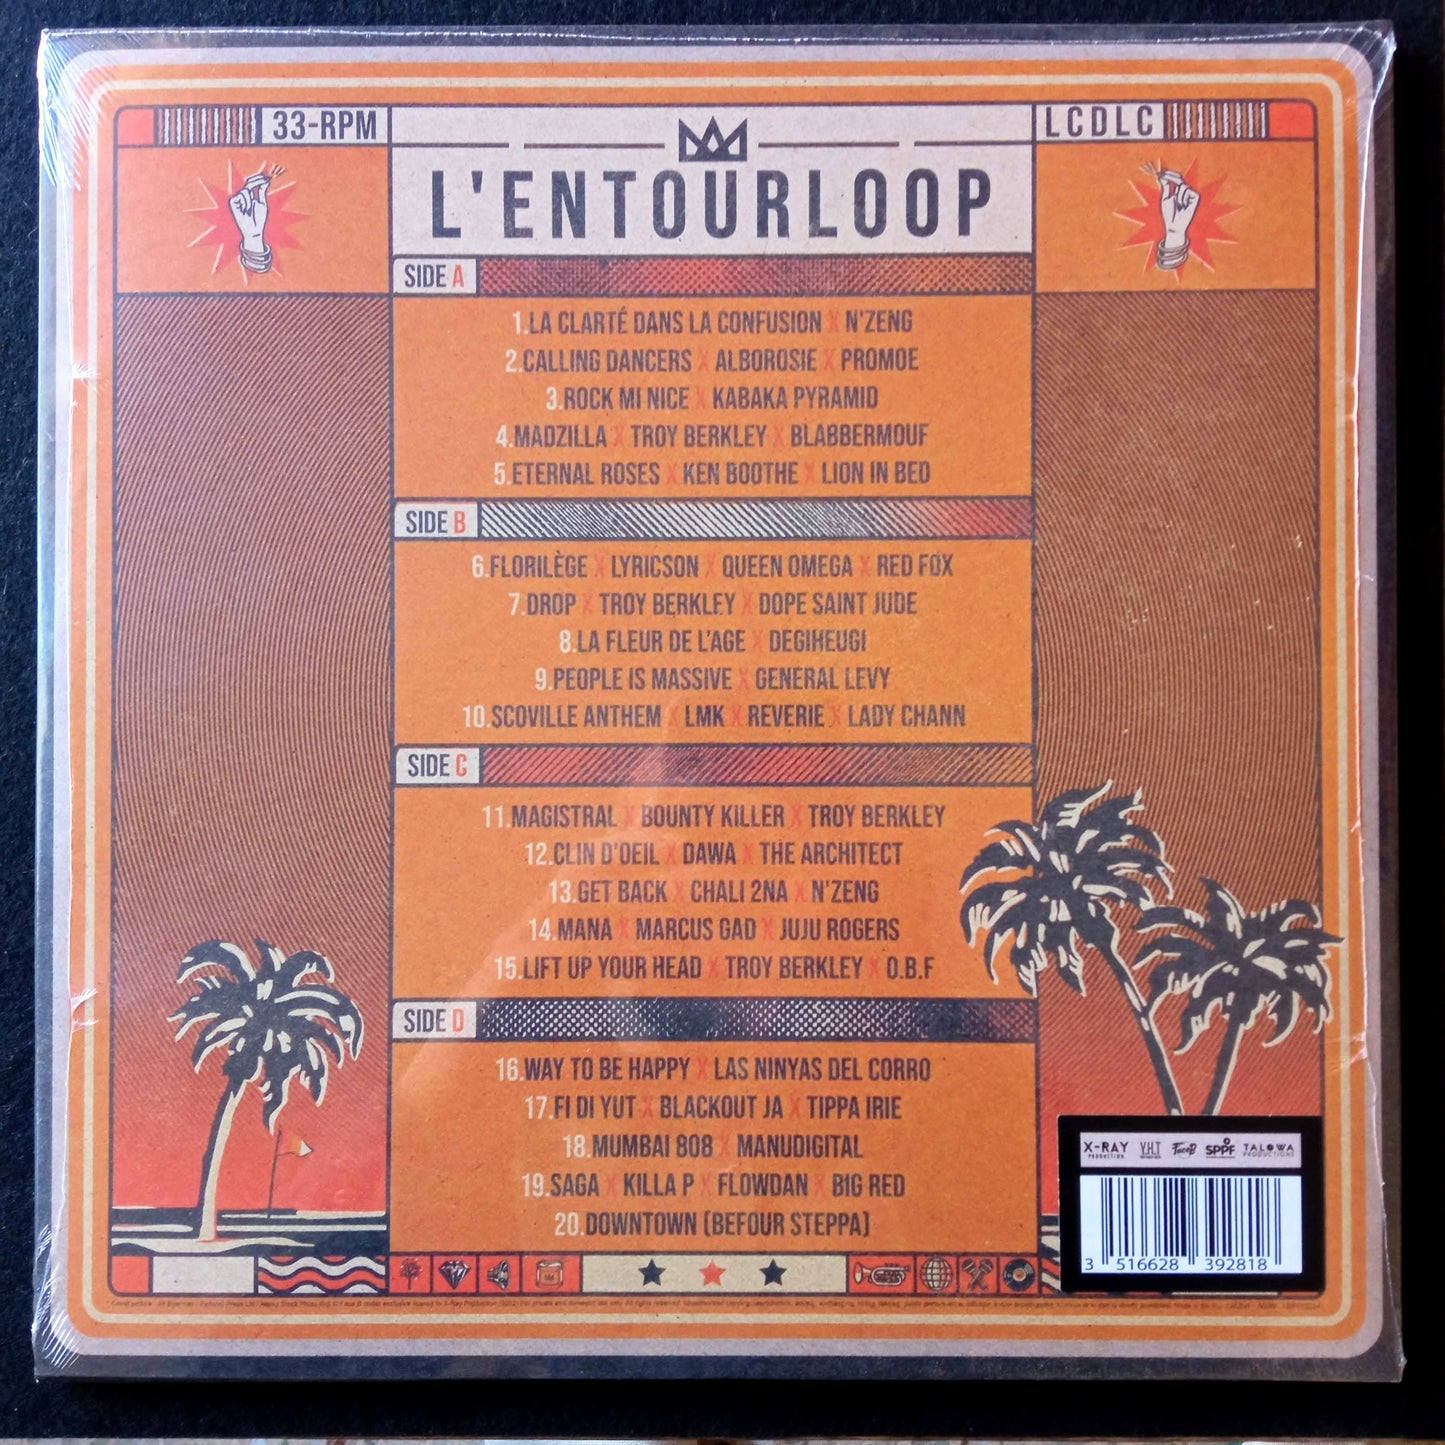 33-RPM
LCDLC
L'ENTOURLOOP
SIDE A
1.LA CLARTÉ DANS LA CONFUSION X N'ZENG
2.CALLING DANCERS X ALBOROSIE X PROMOE
3.ROCK MI NICE X KABAKA PYRAMID
4.MADZILLA X TROY BERKLEY X BLABBERMOUF
5.ETERNAL ROSES X KEN BOOTHE X LION IN BED
SIDE B
6.FLORILÈGE X LYRICSON X QUEEN OMEGA X RED FOX
7.DROP X TROY BERKLEY X DOPE SAINT JUDE
8.LA FLEUR DE L'AGE X DEGIHEUGI
9.PEOPLE IS MASSIVE X GENERAL LEVY
10.SCOVILLE ANTHEM X LMK X REVERIE X LADY CHANN
SIDE C
11.MAGISTRAL X BOUNTY KILLER X TROY BERKLEY
12.CLIN D'OEIL X DAWA X THE ARCHITECT
13.GET BACK X CHALI 2NA X N'ZENG
14.MANA X MARCUS GAD X JUJU ROGERS
15.LIFT UP YOUR HEAD X TROY BERKLEY X O.B.F
SIDE D
16.WAY TO BE HAPPY X LAS NINYAS DEL CORRO
17.FI DI YUT X BLACKOUT JA X TIPPA IRIE
18.MUMBAI 808 X MANUDIGITAL
19.SAGA X KILLA P X FLOWDAN X BIG RED
20.DOWNTOWN (BEFOUR STEPPA)
X-RAY PRODUCTION Y.H.T FaceB SPPF TALOWA PRODUCTIONS
3 516628 392818